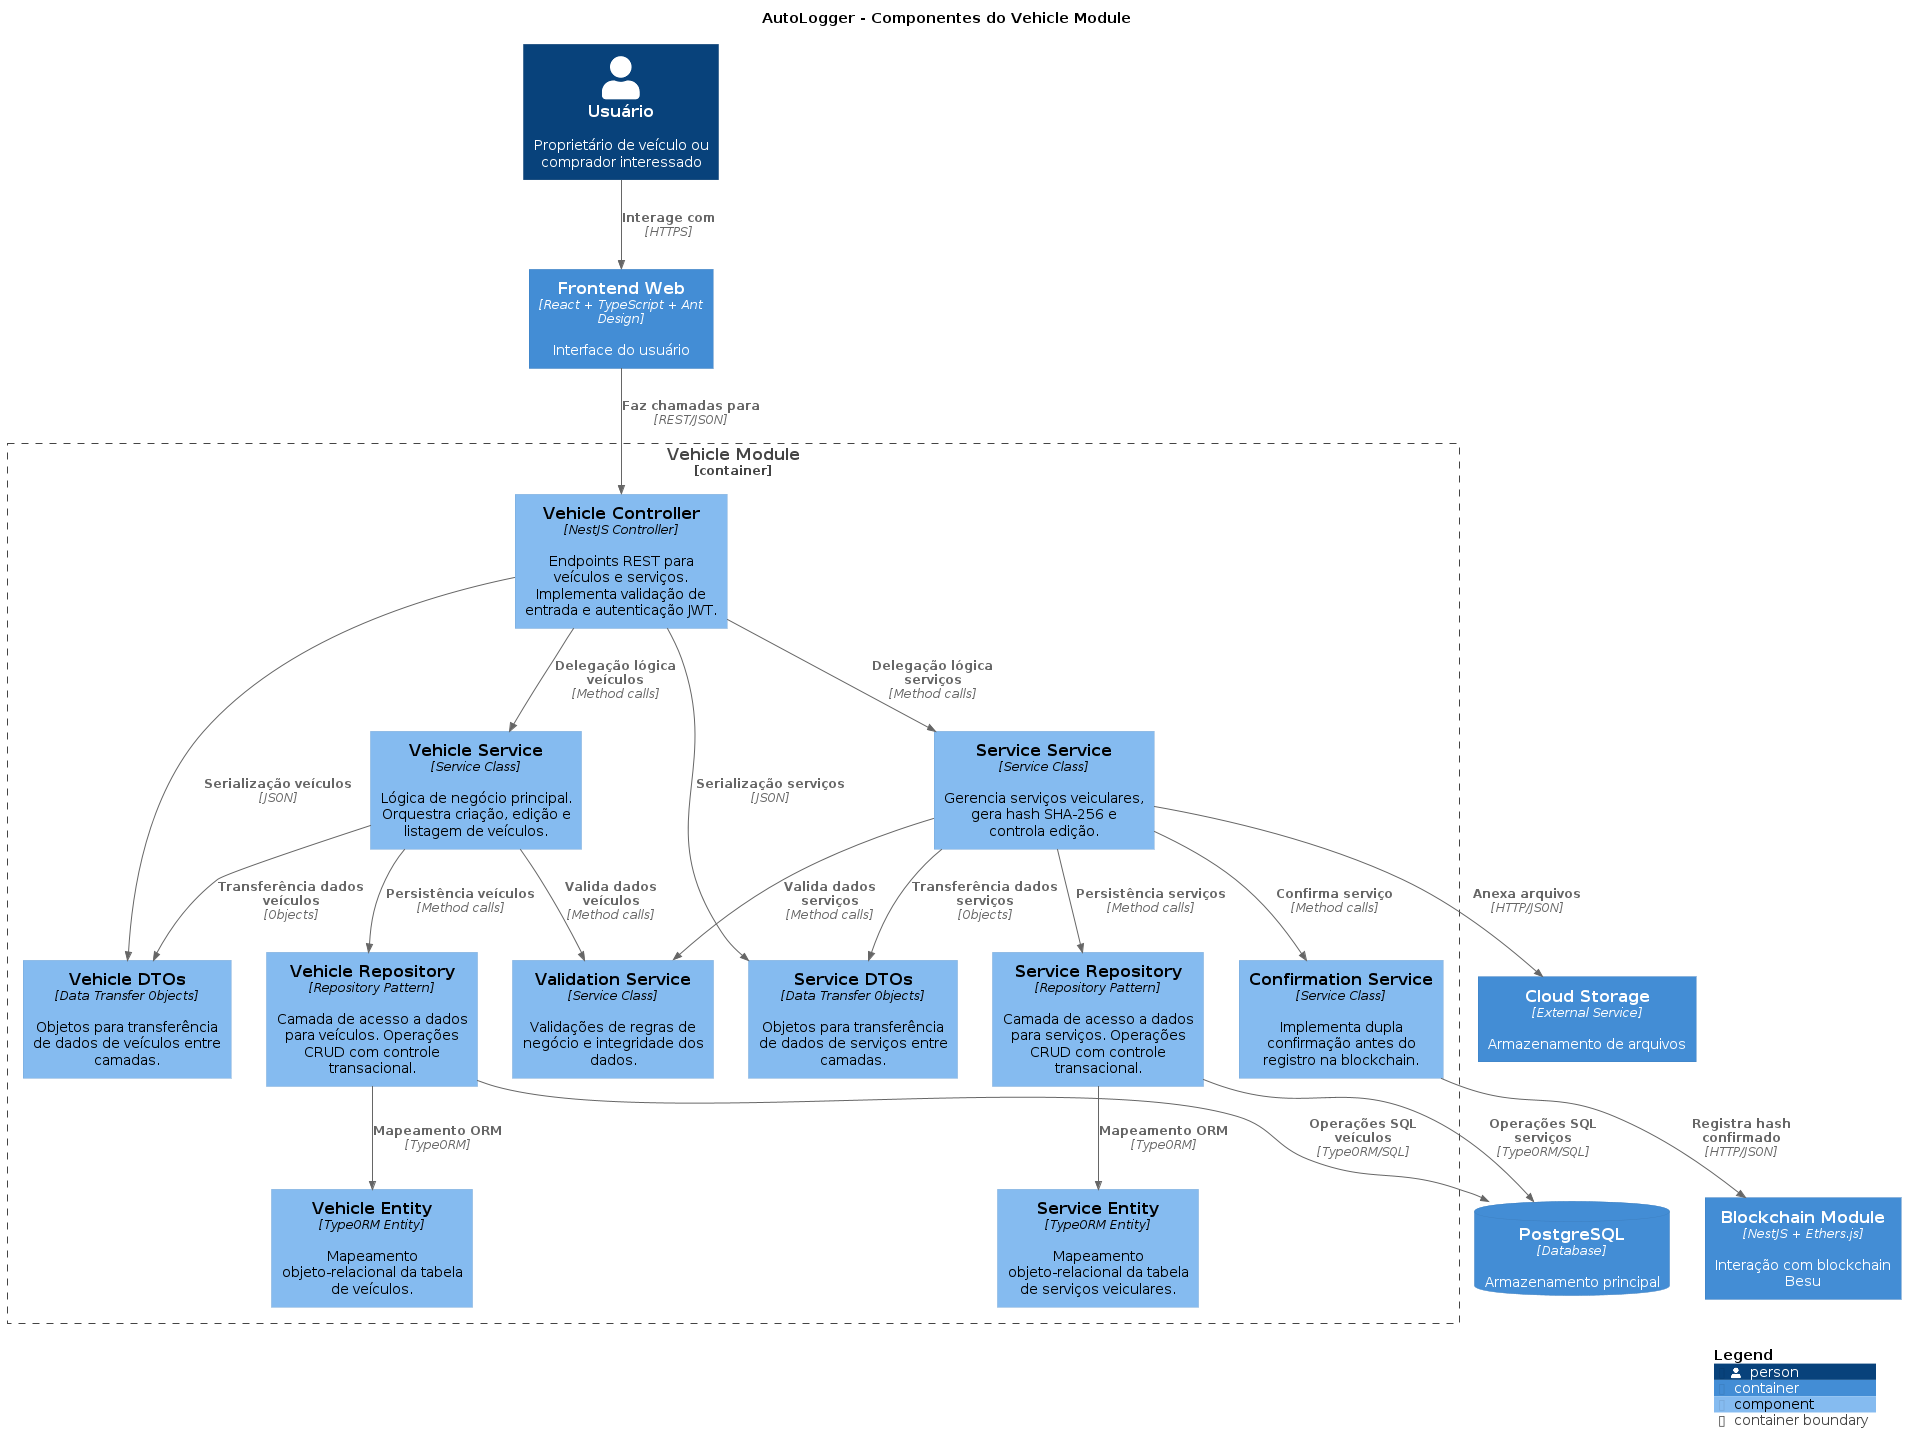 AutoLogger - Componentes do Vehicle Module
Usuário
Proprietário de veículo ou
comprador interessado
Interage com
[HTTPS]
Frontend Web
[React + TypeScript + Ant
Design]
Interface do usuário
Faz chamadas para
[REST/JSON]
Vehicle Module
[container]
Vehicle Controller
[NestJS Controller]
Endpoints REST para
veículos e serviços.
Implementa validação de
entrada e autenticação JWT.
Delegação lógica
veículos
[Method calls]
Delegação lógica
serviços
[Method calls]
Serialização veículos
[JSON]
Vehicle Service
[Service Class]
Lógica de negócio principal.
Orquestra criação, edição e
listagem de veículos.
Serialização serviços
[JSON]
Service Service
[Service Class]
Gerencia serviços veiculares,
gera hash SHA-256 e
controla edição.
Transferência dados
veículos
[Objects]
Persistência veículos
[Method calls]
Valida dados
veículos
[Method calls]
Valida dados
serviços
[Method calls]
Transferência dados
serviços
[Objects]
Persistência serviços
[Method calls]
Confirma serviço
[Method calls]
Anexa arquivos
[HTTP/JSON]
Vehicle DTOs
[Data Transfer Objects]
Objetos para transferência
de dados de veículos entre
camadas.
Vehicle Repository
[Repository Pattern]
Camada de acesso a dados
para veículos. Operações
CRUD com controle
transacional.
Validation Service
[Service Class]
Validações de regras de
negócio e integridade dos
dados.
Service DTOs
[Data Transfer Objects]
Objetos para transferência
de dados de serviços entre
camadas.
Service Repository
[Repository Pattern]
Camada de acesso a dados
para serviços. Operações
CRUD com controle
transacional.
Confirmation Service
[Service Class]
Implementa dupla
confirmação antes do
registro na blockchain.
Cloud Storage
[External Service]
Armazenamento de arquivos
Mapeamento ORM
[TypeORM]
Mapeamento ORM
[TypeORM]
Operações SQL
veículos
[TypeORM/SQL]
Operações SQL
serviços
[TypeORM/SQL]
Registra hash
confirmado
[HTTP/JSON]
Vehicle Entity
[TypeORM Entity]
Mapeamento
objeto-relacional da tabela
de veículos.
Service Entity
[TypeORM Entity]
Mapeamento
objeto-relacional da tabela
de serviços veiculares.
PostgreSQL
[Database]
Armazenamento principal
Blockchain Module
[NestJS + Ethers.js]
Interação com blockchain
Besu
Legend
person
container
component
container boundary